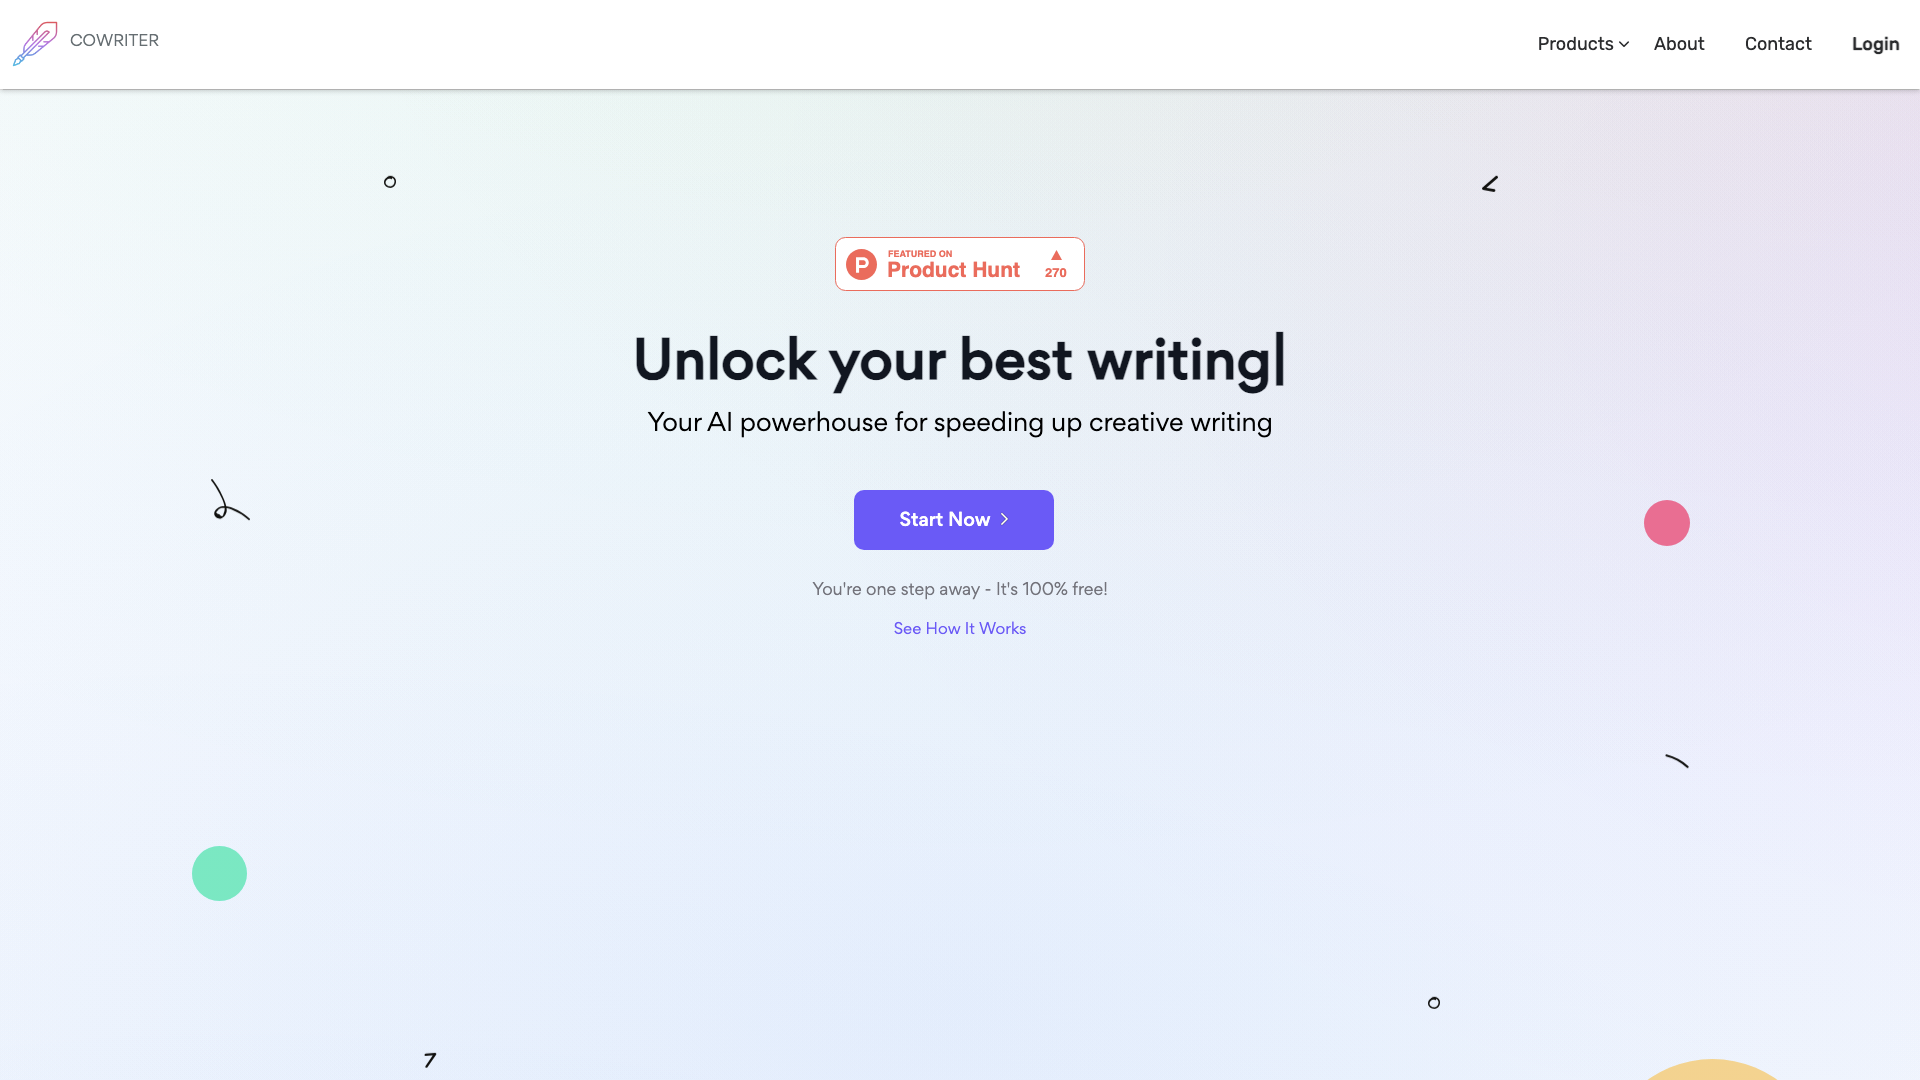 COWRITER
Products
About
Contact
Login
FEATURED ON
Product Hunt
270
Unlock your best writing|
Your AI powerhouse for speeding up creative writing
Start Now
You're one step away - It's 100% free!
See How It Works